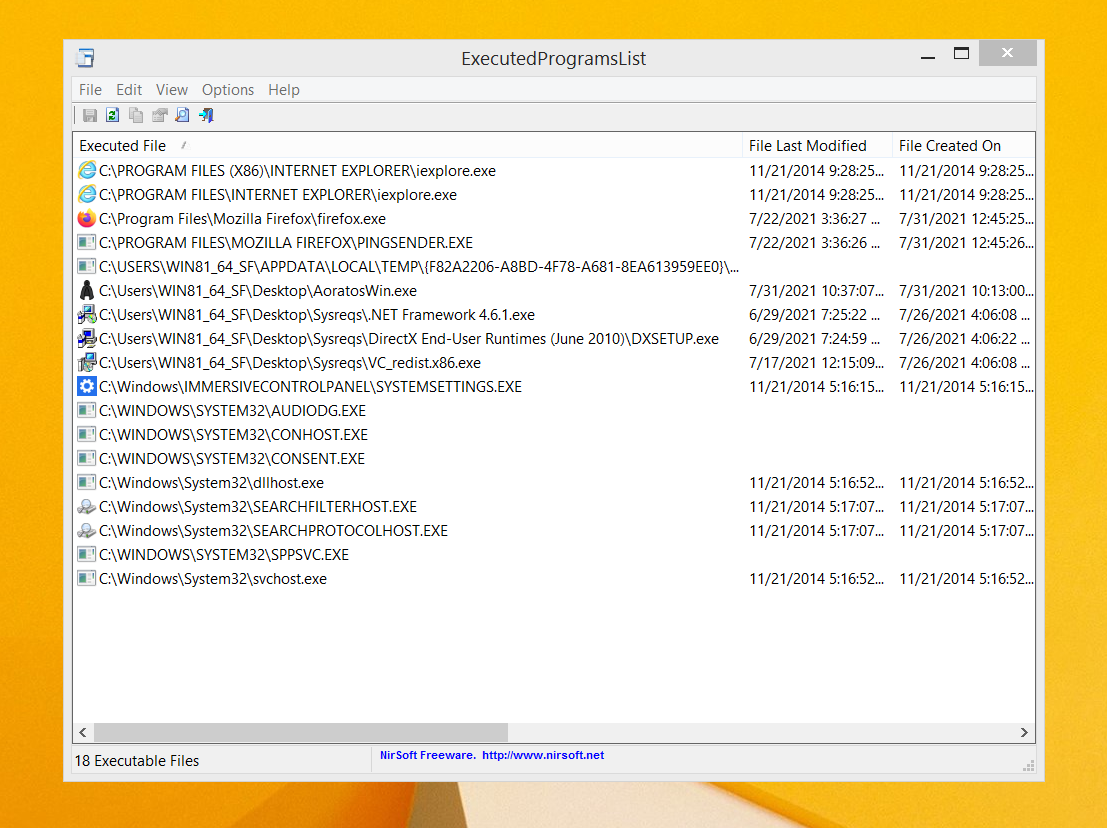 ExecutedProgramsList
File Edit View Options Help
Executed File File Last Modified File Created On
C:\PROGRAM FILES (X86)\INTERNET EXPLORER\iexplore.exe 11/21/2014 9:28:25... 11/21/2014 9:28:25...
C:\PROGRAM FILES\INTERNET EXPLORER\iexplore.exe 11/21/2014 9:28:25... 11/21/2014 9:28:25...
C:\Program Files\Mozilla Firefox\firefox.exe 7/22/2021 3:36:27 ... 7/31/2021 12:45:25...
C:\PROGRAM FILES\MOZILLA FIREFOX\PINGSENDER.EXE 7/22/2021 3:36:26 ... 7/31/2021 12:45:26...
C:\USERS\WIN81_64_SF\APPDATA\LOCAL\TEMP\{F82A2206-A8BD-4F78-A681-8EA613959EE0}\...
C:\Users\WIN81_64_SF\Desktop\AoratosWin.exe 7/31/2021 10:37:07... 7/31/2021 10:13:00...
C:\Users\WIN81_64_SF\Desktop\Sysreqs\.NET Framework 4.6.1.exe 6/29/2021 7:25:22 ... 7/26/2021 4:06:08 ...
C:\Users\WIN81_64_SF\Desktop\Sysreqs\DirectX End-User Runtimes (June 2010)\DXSETUP.exe 6/29/2021 7:24:59 ... 7/26/2021 4:06:22 ...
C:\Users\WIN81_64_SF\Desktop\Sysreqs\VC_redist.x86.exe 7/17/2021 12:15:09... 7/26/2021 4:06:08 ...
C:\Windows\IMMERSIVECONTROLPANEL\SYSTEMSETTINGS.EXE 11/21/2014 5:16:15... 11/21/2014 5:16:15...
C:\WINDOWS\SYSTEM32\AUDIODG.EXE
C:\WINDOWS\SYSTEM32\CONHOST.EXE
C:\WINDOWS\SYSTEM32\CONSENT.EXE
C:\Windows\System32\dllhost.exe 11/21/2014 5:16:52... 11/21/2014 5:16:52...
C:\Windows\System32\SEARCHFILTERHOST.EXE 11/21/2014 5:17:07... 11/21/2014 5:17:07...
C:\Windows\System32\SEARCHPROTOCOLHOST.EXE 11/21/2014 5:17:07... 11/21/2014 5:17:07...
C:\WINDOWS\SYSTEM32\SPPSVC.EXE
C:\Windows\System32\svchost.exe 11/21/2014 5:16:52... 11/21/2014 5:16:52...
18 Executable Files NirSoft Freeware. http://www.nirsoft.net